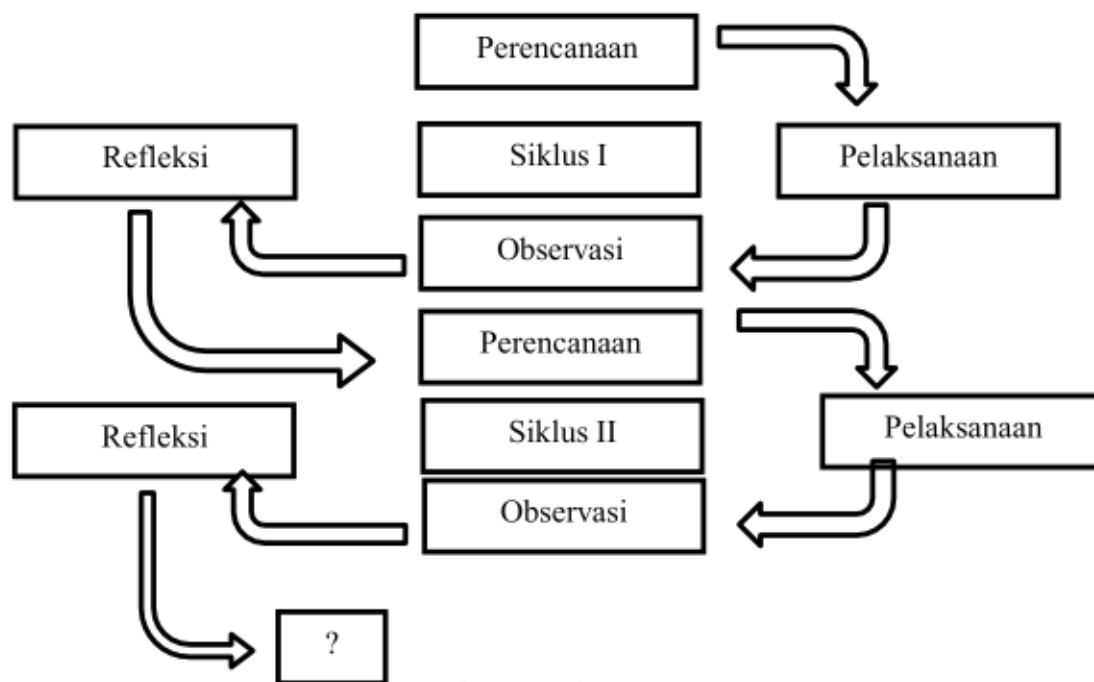 Perencanaan
Refleksi
Siklus I
Pelaksanaan
Observasi
Perencanaan
Refleksi
Siklus II
Pelaksanaan
Observasi
?